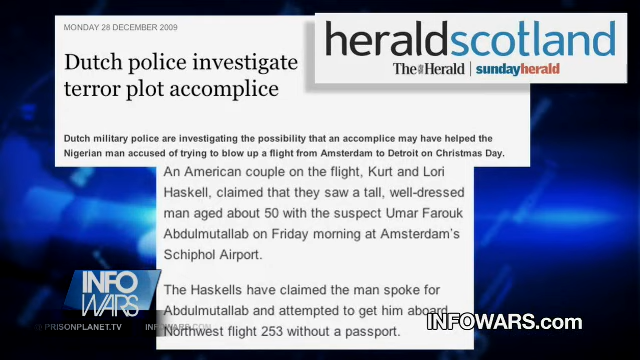 MONDAY 28 DECEMBER 2009
heraldscotland
The Herald | sundayherald
Dutch police investigate
terror plot accomplice
Dutch military police are investigating the possibility that an accomplice may have helped the
Nigerian man accused of trying to blow up a flight from Amsterdam to Detroit on Christmas Day.
An American couple on the flight, Kurt and Lori
Haskell, claimed that they saw a tall, well-dressed
man aged about 50 with the suspect Umar Farouk
Abdulmutallab on Friday morning at Amsterdam's
Schiphol Airport.
The Haskells have claimed the man spoke for
Abdulmutallab and attempted to get him aboard
Northwest flight 253 without a passport.
INFO
WARS
PRISONPLANET.TV INFOWARS.COM
INFOWARS.com